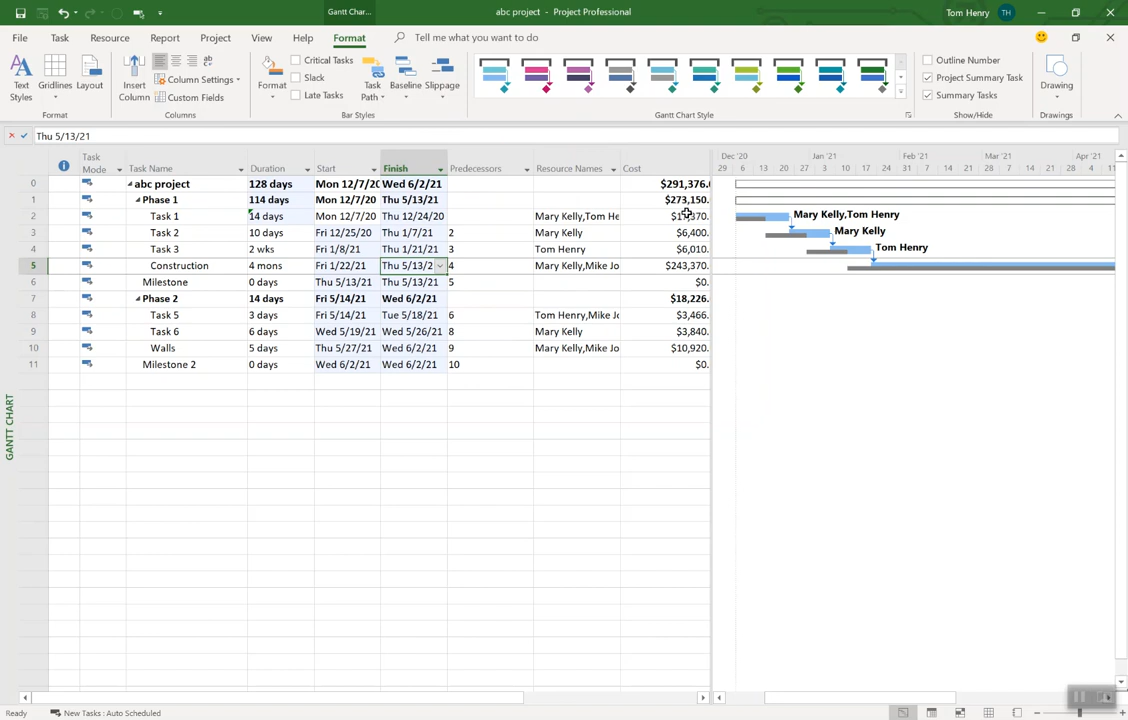 Gantt Char...
abc project - Project Professional
Tom Henry TH
File Task Resource Report Project View Help Format Tell me what you want to do
Text Styles
Gridlines
Layout
Format
Insert Column
Column Settings
Custom Fields
Columns
Format
Critical Tasks
Slack
Late Tasks
Task Path
Baseline
Slippage
Bar Styles
Gantt Chart Style
Outline Number
Project Summary Task
Summary Tasks
Show/Hide
Drawing
Drawings
Thu 5/13/21
Task Mode Task Name Duration Start Finish Predecessors Resource Names Cost
Dec '20 Jan '21 Feb '21 Mar '21 Apr '21
29 6 13 20 27 3 10 17 24 31 7 14 21 28 7 14 21 28 4 11
0 abc project 128 days Mon 12/7/20 Wed 6/2/21 $291,376.
1 Phase 1 114 days Mon 12/7/20 Thu 5/13/21 $273,150.
2 Task 1 14 days Mon 12/7/20 Thu 12/24/20 Mary Kelly,Tom He Mary Kelly,Tom Henry
3 Task 2 10 days Fri 12/25/20 Thu 1/7/21 2 Mary Kelly $6,400. Mary Kelly
4 Task 3 2 wks Fri 1/8/21 Thu 1/21/21 3 Tom Henry $6,010. Tom Henry
5 Construction 4 mons Fri 1/22/21 Thu 5/13/2 4 Mary Kelly,Mike Jo $243,370.
6 Milestone 0 days Thu 5/13/21 Thu 5/13/21 5 $0.
7 Phase 2 14 days Fri 5/14/21 Wed 6/2/21 $18,226.
8 Task 5 3 days Fri 5/14/21 Tue 5/18/21 6 Tom Henry,Mike Jo $3,466.
9 Task 6 6 days Wed 5/19/21 Wed 5/26/21 8 Mary Kelly $3,840.
10 Walls 5 days Thu 5/27/21 Wed 6/2/21 9 Mary Kelly,Mike Jo $10,920.
11 Milestone 2 0 days Wed 6/2/21 Wed 6/2/21 10 $0.
GANTT CHART
Ready New Tasks : Auto Scheduled